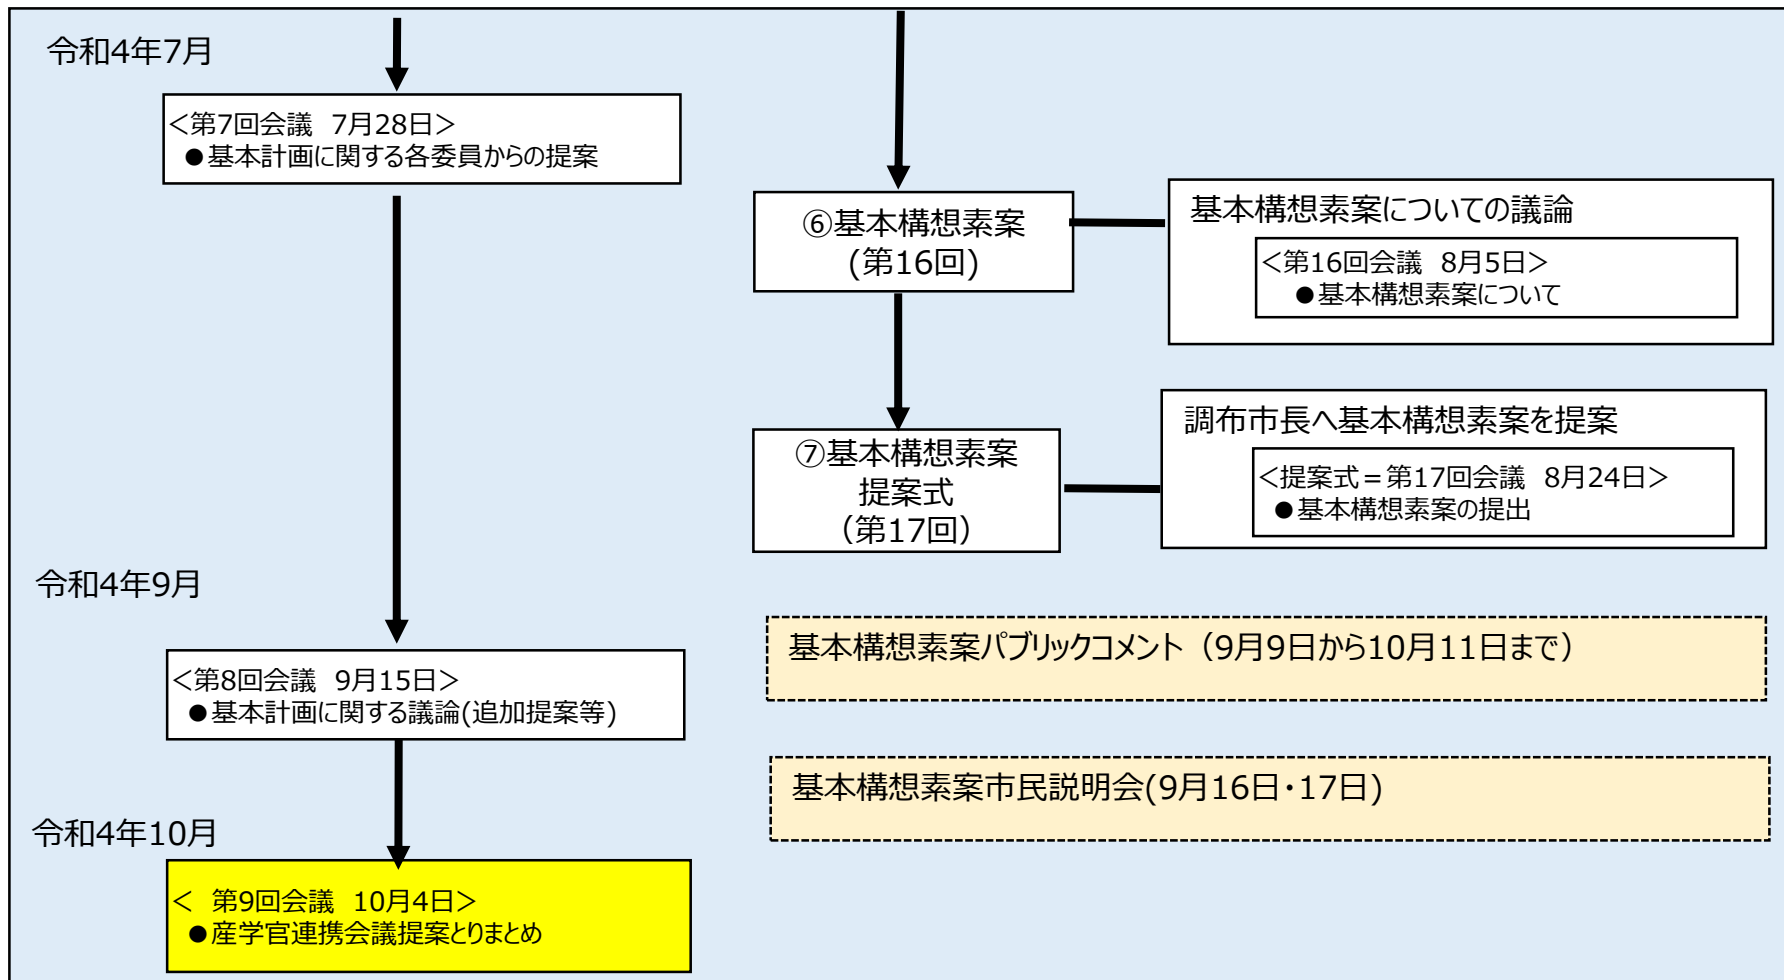 令和4年7月
＜第7回会議　7月28日＞
●基本計画に関する各委員からの提案
⑥基本構想素案
(第16回)
基本構想素案についての議論
＜第16回会議　8月5日＞
●基本構想素案について
⑦基本構想素案
提案式
（第17回）
調布市長へ基本構想素案を提案
＜提案式＝第17回会議　8月24日＞
●基本構想素案の提出
令和4年9月
＜第8回会議　9月15日＞
●基本計画に関する議論(追加提案等)
基本構想素案パブリックコメント（9月9日から10月11日まで）
基本構想素案市民説明会(9月16日・17日)
令和4年10月
＜　第9回会議　10月4日＞
●産学官連携会議提案とりまとめ